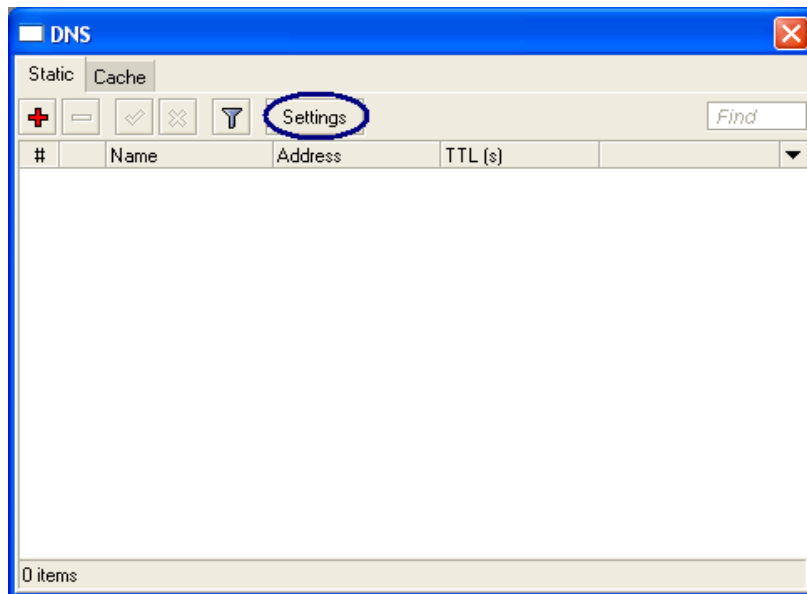 DNS
Static Cache
Settings Find
# Name Address TTL (s)
0 items